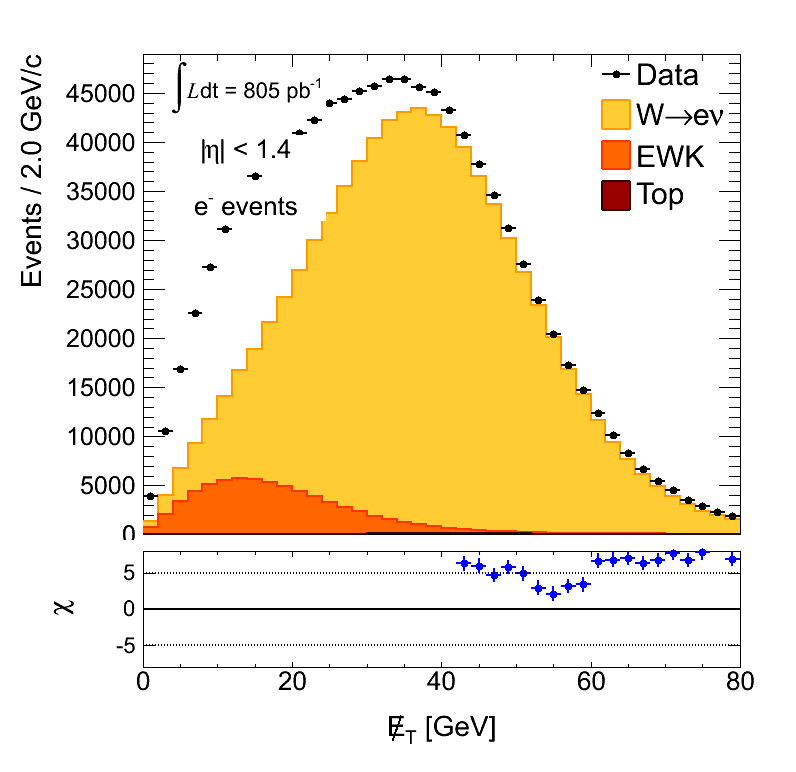 ∫ Ldt = 805 pb⁻¹
|η| < 1.4
e⁻ events
Data
W→eν
EWK
Top
Events / 2.0 GeV/c
45000
40000
35000
30000
25000
20000
15000
10000
5000
0
χ
5
0
-5
0 20 40 60 80
E̸_T [GeV]